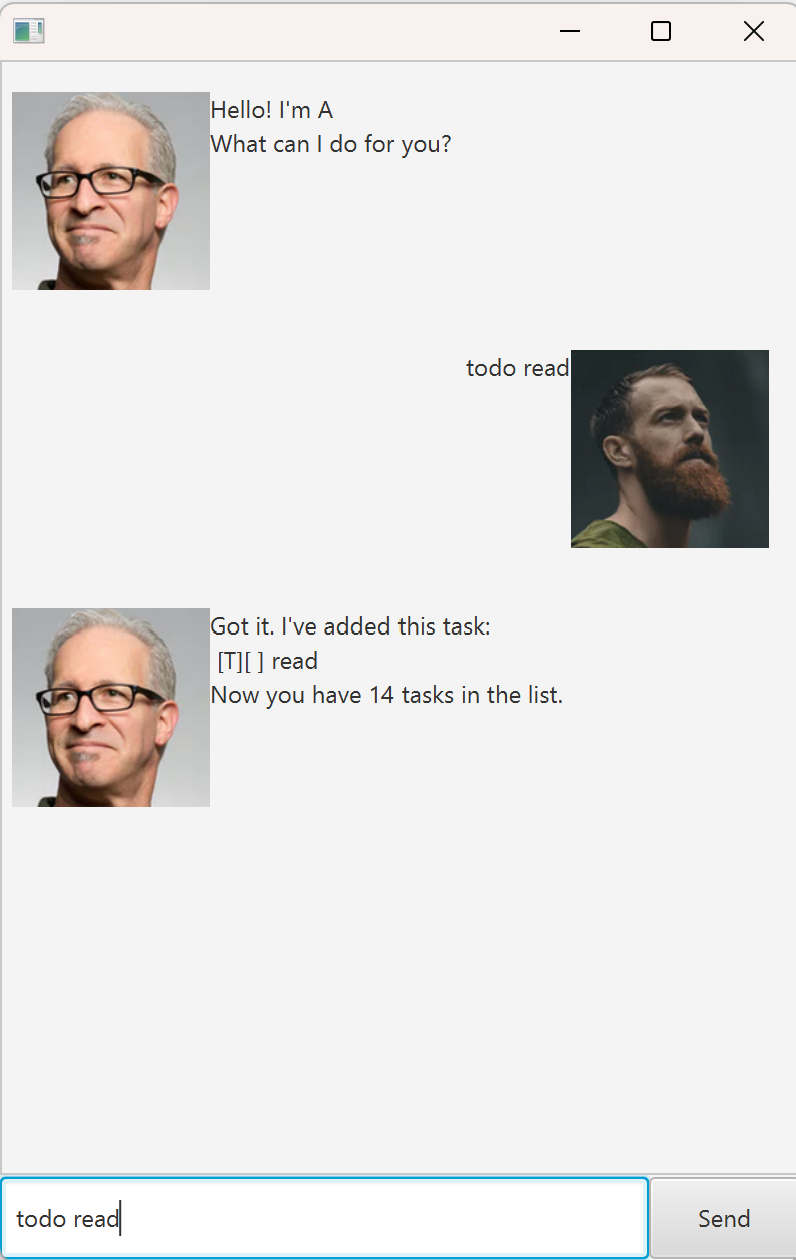 Hello! I'm A
What can I do for you?
todo read
Got it. I've added this task:
[T][ ] read
Now you have 14 tasks in the list.
todo read
Send